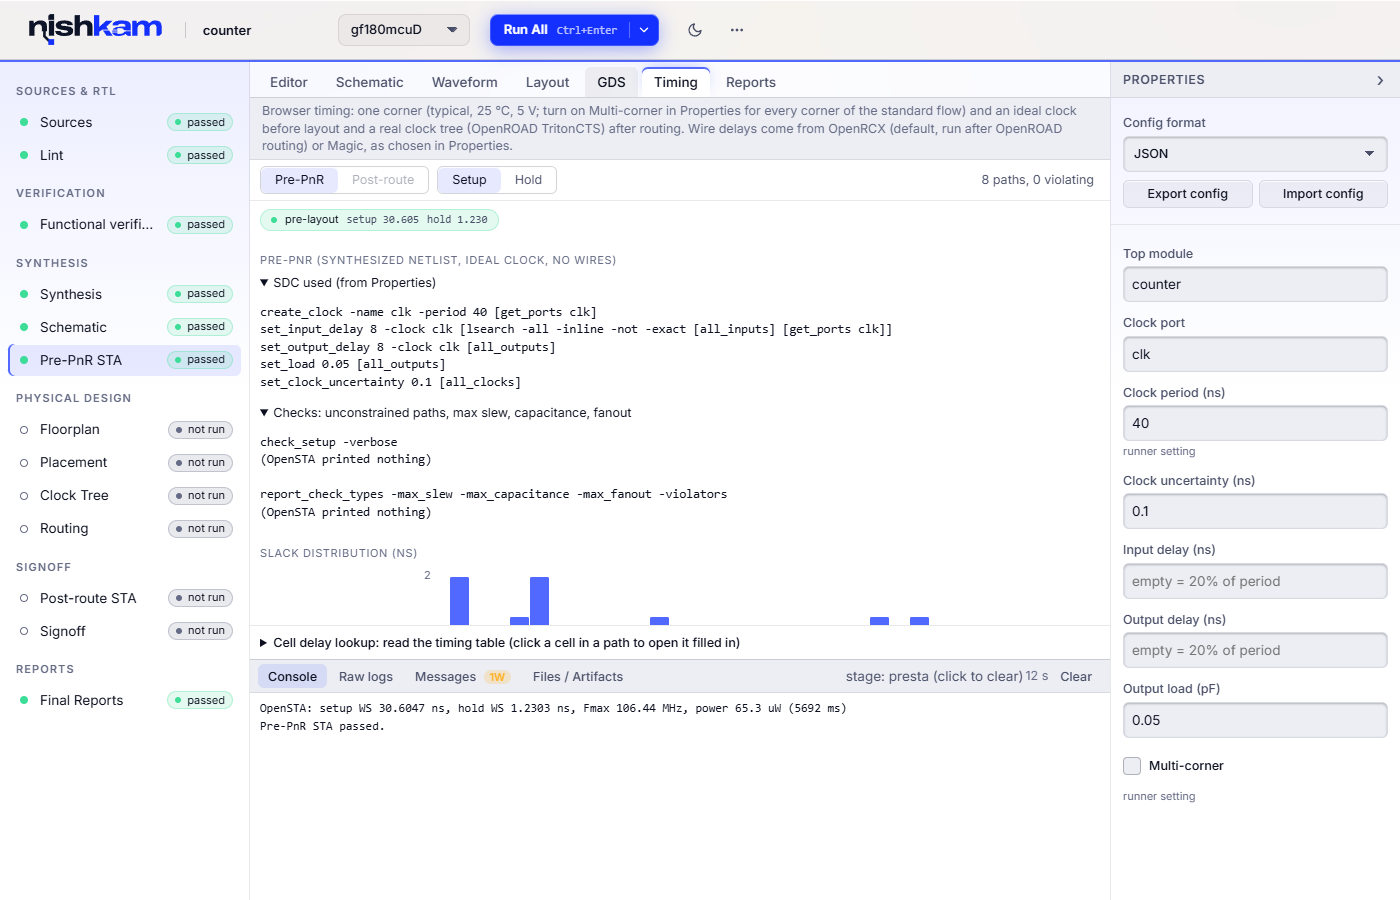 nishkam
counter
gf180mcuD
Run All Ctrl+Enter
SOURCES & RTL
Sources passed
Lint passed
VERIFICATION
Functional verifi... passed
SYNTHESIS
Synthesis passed
Schematic passed
Pre-PnR STA passed
PHYSICAL DESIGN
Floorplan not run
Placement not run
Clock Tree not run
Routing not run
SIGNOFF
Post-route STA not run
Signoff not run
REPORTS
Final Reports passed
Editor Schematic Waveform Layout GDS Timing Reports
Browser timing: one corner (typical, 25 °C, 5 V; turn on Multi-corner in Properties for every corner of the standard flow) and an ideal clock
before layout and a real clock tree (OpenROAD TritonCTS) after routing. Wire delays come from OpenRCX (default, run after OpenROAD
routing) or Magic, as chosen in Properties.
Pre-PnR Post-route Setup Hold 8 paths, 0 violating
pre-layout setup 30.605 hold 1.230
PRE-PNR (SYNTHESIZED NETLIST, IDEAL CLOCK, NO WIRES)
▼ SDC used (from Properties)
create_clock -name clk -period 40 [get_ports clk]
set_input_delay 8 -clock clk [lsearch -all -inline -not -exact [all_inputs] [get_ports clk]]
set_output_delay 8 -clock clk [all_outputs]
set_load 0.05 [all_outputs]
set_clock_uncertainty 0.1 [all_clocks]
▼ Checks: unconstrained paths, max slew, capacitance, fanout
check_setup -verbose
(OpenSTA printed nothing)
report_check_types -max_slew -max_capacitance -max_fanout -violators
(OpenSTA printed nothing)
SLACK DISTRIBUTION (NS)
2
▶ Cell delay lookup: read the timing table (click a cell in a path to open it filled in)
Console Raw logs Messages 1W Files / Artifacts stage: presta (click to clear) 12 s Clear
OpenSTA: setup WS 30.6047 ns, hold WS 1.2303 ns, Fmax 106.44 MHz, power 65.3 uW (5692 ms)
Pre-PnR STA passed.
PROPERTIES
Config format
JSON
Export config Import config
Top module
counter
Clock port
clk
Clock period (ns)
40
runner setting
Clock uncertainty (ns)
0.1
Input delay (ns)
empty = 20% of period
Output delay (ns)
empty = 20% of period
Output load (pF)
0.05
Multi-corner
runner setting